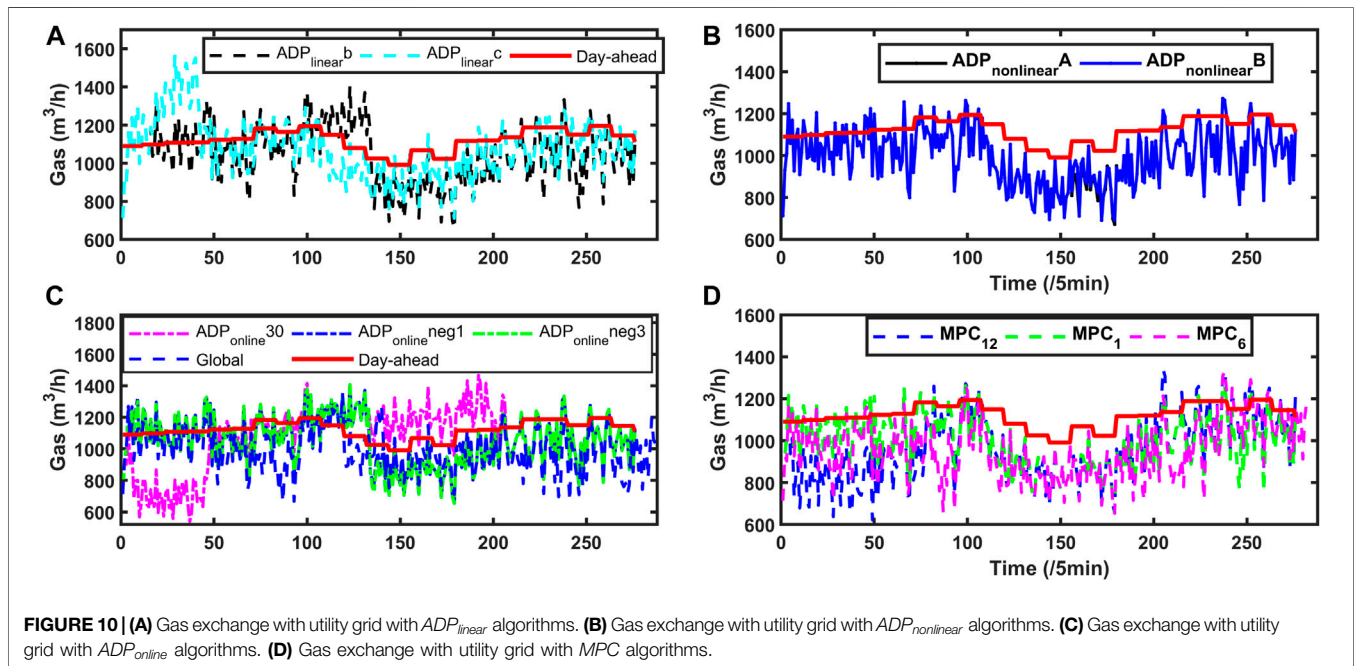 A
1600
1400
1200
1000
800
600
Gas (m³/h)
ADPlinearb ADPlinearc Day-ahead
0 50 100 150 200 250
B
1600
1400
1200
1000
800
600
Gas (m³/h)
ADPnonlinearA ADPnonlinearB
0 50 100 150 200 250
Time (/5min)
C
1800
1600
1400
1200
1000
800
600
Gas (m³/h)
ADPonline30 ADPonlineneg1 ADPonlineneg3
Global Day-ahead
0 50 100 150 200 250
D
1600
1400
1200
1000
800
600
Gas (m³/h)
MPC12 MPC1 MPC6
0 50 100 150 200 250
Time (/5min)
FIGURE 10 | (A) Gas exchange with utility grid with ADPlinear algorithms. (B) Gas exchange with utility grid with ADPnonlinear algorithms. (C) Gas exchange with utility
grid with ADPonline algorithms. (D) Gas exchange with utility grid with MPC algorithms.